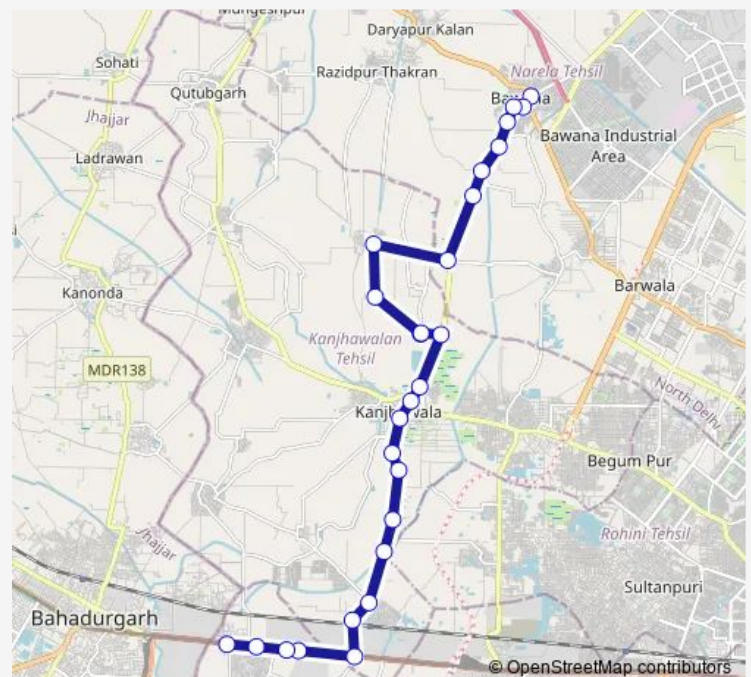 Mungeshpur
Daryapur Kalan
Sohati
Razidpur Thakran
Narela Tehsil
Qutubgarh
Jhajjar
Bawana Industrial
Area
Ladrawan
Kanonda
Barwala
Kanjhawalan
Tehsil
MDR138
North Delhi
Kanjhawala
Begum Pur
Rohini Tehsil
Jhajjar
Sultanpuri
Bahadurgarh
© OpenStreetMap contributors